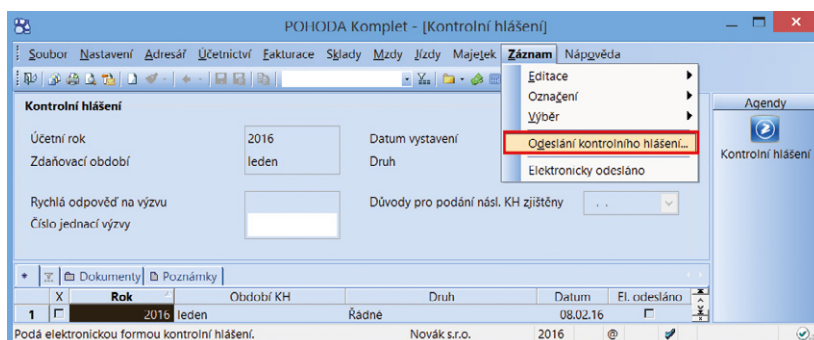 POHODA Komplet - [Kontrolní hlášení]
Soubor Nastavení Adresář Účetnictví Fakturace Sklady Mzdy Jízdy Majetek Záznam Nápověda
Editace
Označení
Výběr
Odeslání kontrolního hlášení...
Elektronicky odesláno
Agendy
Kontrolní hlášení
Kontrolní hlášení
Účetní rok 2016 Datum vystavení
Zdaňovací období leden Druh
Rychlá odpověď na výzvu Důvody pro podání násl. KH zjištěny . .
Číslo jednací výzvy
* Dokumenty Poznámky
X Rok Období KH Druh Datum El. odesláno
1 2016 leden Řádné 08.02.16
Podá elektronickou formou kontrolní hlášení. Novák s.r.o. 2016 @